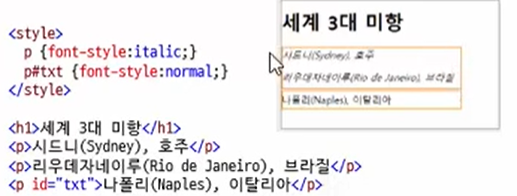 <style>
p {font-style:italic;}
p#txt {font-style:normal;}
</style>
<h1>세계 3대 미항</h1>
<p>시드니(Sydney), 호주</p>
<p>리우데자네이루(Rio de Janeiro), 브라질</p>
<p id="txt">나폴리(Naples), 이탈리아</p>
세계 3대 미항
시드니(Sydney), 호주
리우데자네이루(Rio de Janeiro), 브라질
나폴리(Naples), 이탈리아